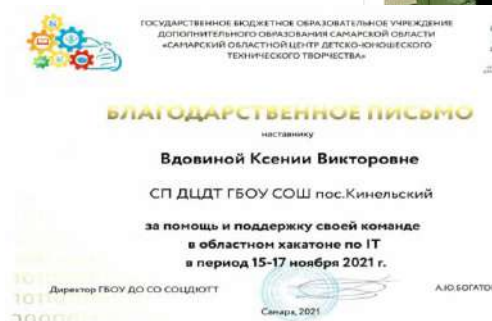 ГОСУДАРСТВЕННОЕ БЮДЖЕТНОЕ ОБРАЗОВАТЕЛЬНОЕ УЧРЕЖДЕНИЕ
ДОПОЛНИТЕЛЬНОГО ОБРАЗОВАНИЯ САМАРСКОЙ ОБЛАСТИ
«САМАРСКИЙ ОБЛАСТНОЙ ЦЕНТР ДЕТСКО-ЮНОШЕСКОГО
ТЕХНИЧЕСКОГО ТВОРЧЕСТВА»
БЛАГОДАРСТВЕННОЕ ПИСЬМО
наставнику
Вдовиной Ксении Викторовне
СП ДЦДТ ГБОУ СОШ пос.Кинельский
за помощь и поддержку своей команде
в областном хакатоне по IT
в период 15-17 ноября 2021 г.
Директор ГБОУ ДО СО СОЦДЮТТ
Самара, 2021